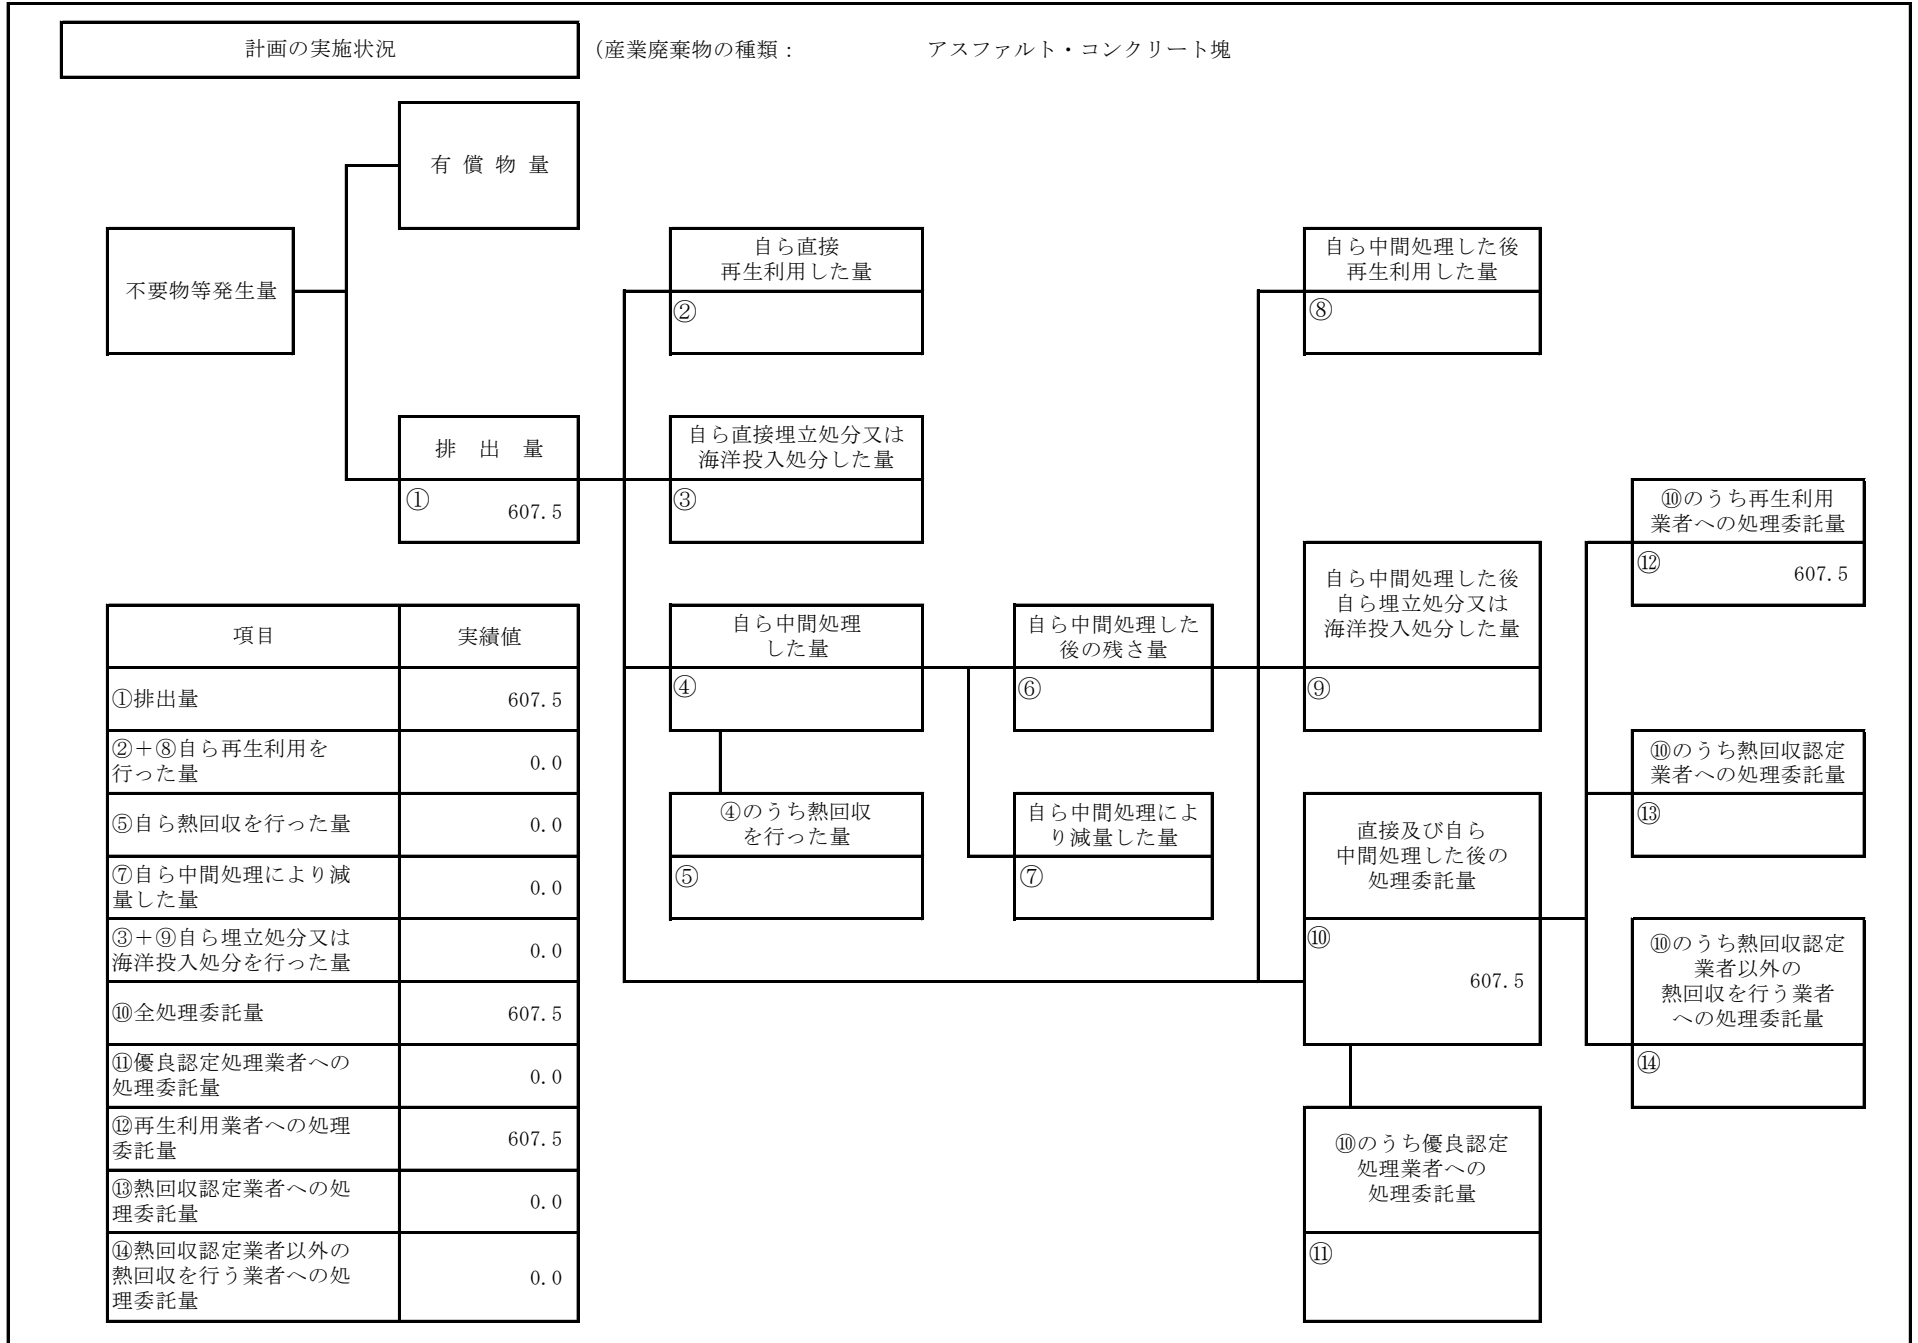 計画の実施状況
（産業廃棄物の種類： アスファルト・コンクリート塊
有 償 物 量
不要物等発生量
自ら直接
再生利用した量
②
自ら中間処理した後
再生利用した量
⑧
排 出 量
① 607.5
自ら直接埋立処分又は
海洋投入処分した量
③
⑩のうち再生利用
業者への処理委託量
⑫ 607.5
自ら中間処理
した量
④
自ら中間処理した
後の残さ量
⑥
自ら中間処理した後
自ら埋立処分又は
海洋投入処分した量
⑨
⑩のうち熱回収認定
業者への処理委託量
⑬
④のうち熱回収
を行った量
⑤
自ら中間処理によ
り減量した量
⑦
直接及び自ら
中間処理した後の
処理委託量
⑩
607.5
⑩のうち熱回収認定
業者以外の
熱回収を行う業者
への処理委託量
⑭
⑩のうち優良認定
処理業者への
処理委託量
⑪
項目 実績値
①排出量 607.5
②＋⑧自ら再生利用を
行った量 0.0
⑤自ら熱回収を行った量 0.0
⑦自ら中間処理により減
量した量 0.0
③＋⑨自ら埋立処分又は
海洋投入処分を行った量 0.0
⑩全処理委託量 607.5
⑪優良認定処理業者への
処理委託量 0.0
⑫再生利用業者への処理
委託量 607.5
⑬熱回収認定業者への処
理委託量 0.0
⑭熱回収認定業者以外の
熱回収を行う業者への処
理委託量 0.0